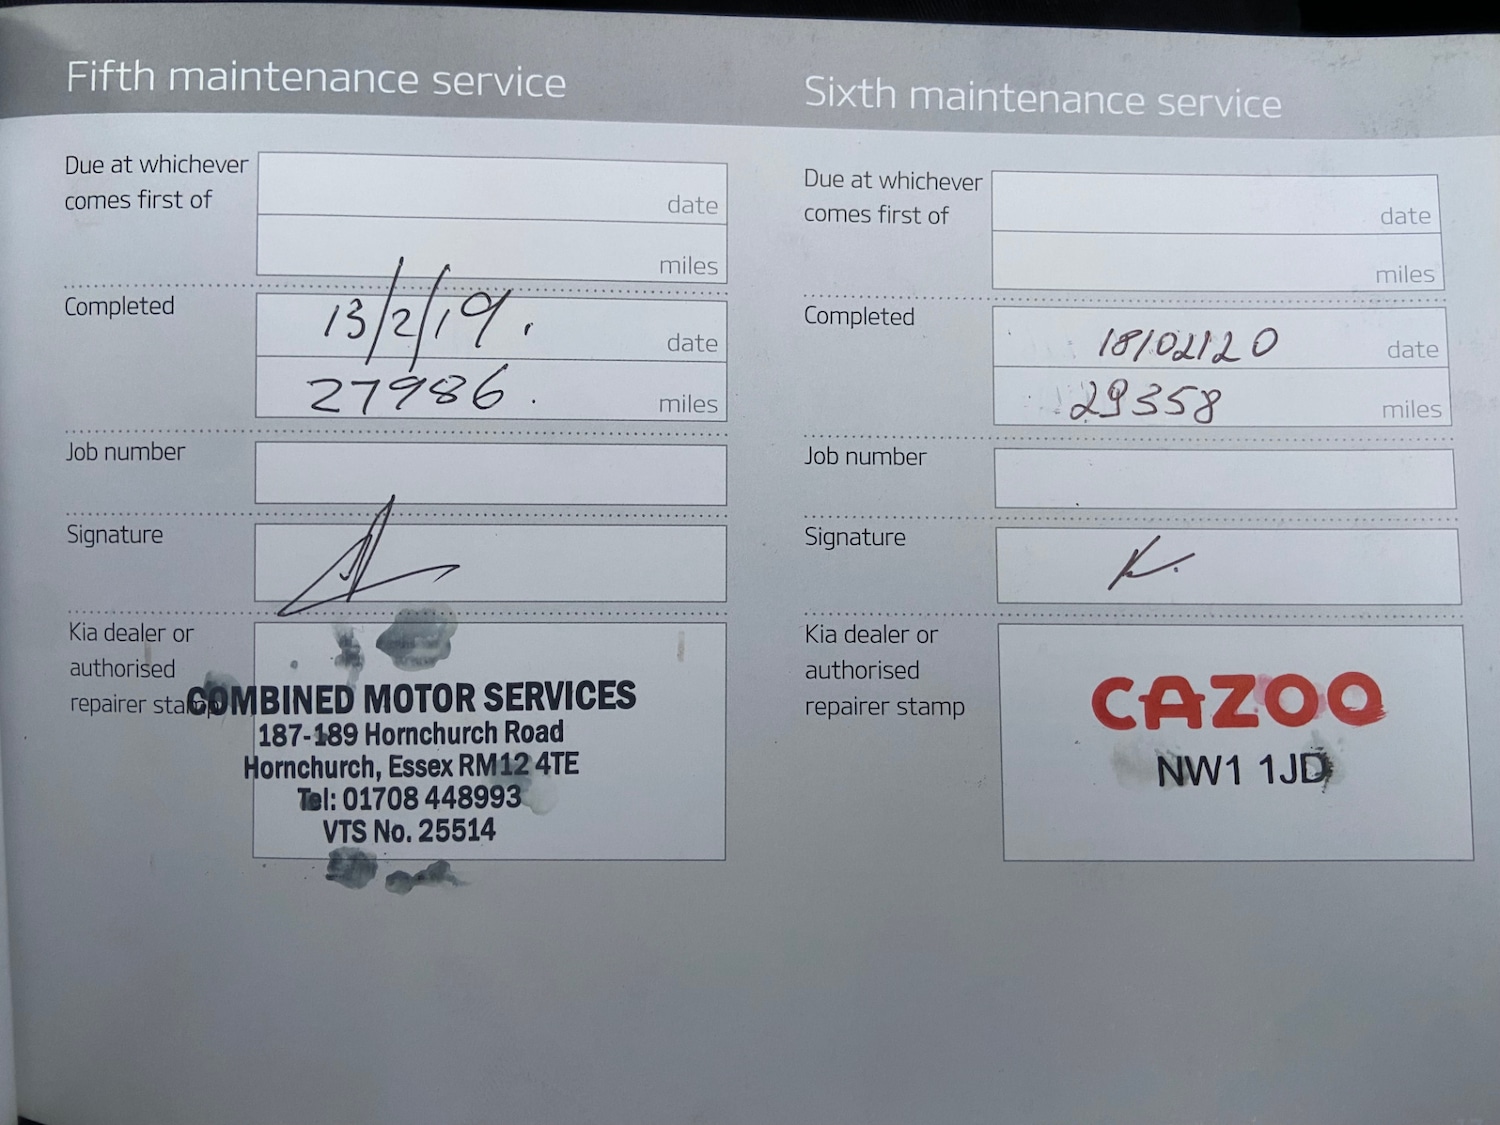 Fifth maintenance service
Due at whichever
comes first of
date
miles
Completed
13/2/19.
date
27986.
miles
Job number
Signature
Kia dealer or
authorised
repairer stamp
COMBINED MOTOR SERVICES
187-189 Hornchurch Road
Hornchurch, Essex RM12 4TE
Tel: 01708 448993
VTS No. 25514
Sixth maintenance service
Due at whichever
comes first of
date
miles
Completed
18/02/20
date
29358
miles
Job number
Signature
Kia dealer or
authorised
repairer stamp
CAZOO
NW1 1JD